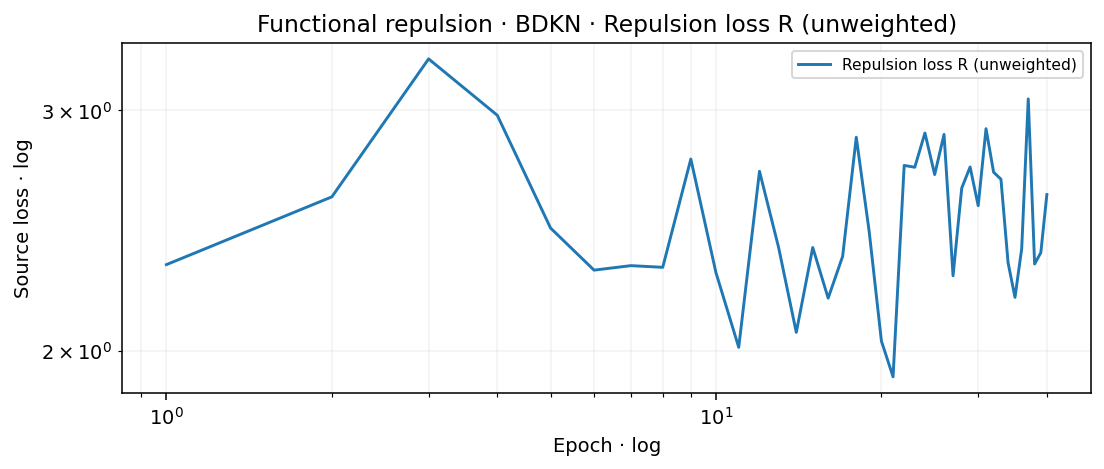 Functional repulsion · BDKN · Repulsion loss R (unweighted)
Repulsion loss R (unweighted)
3 × 10⁰
2 × 10⁰
Source loss · log
10⁰ 10¹
Epoch · log